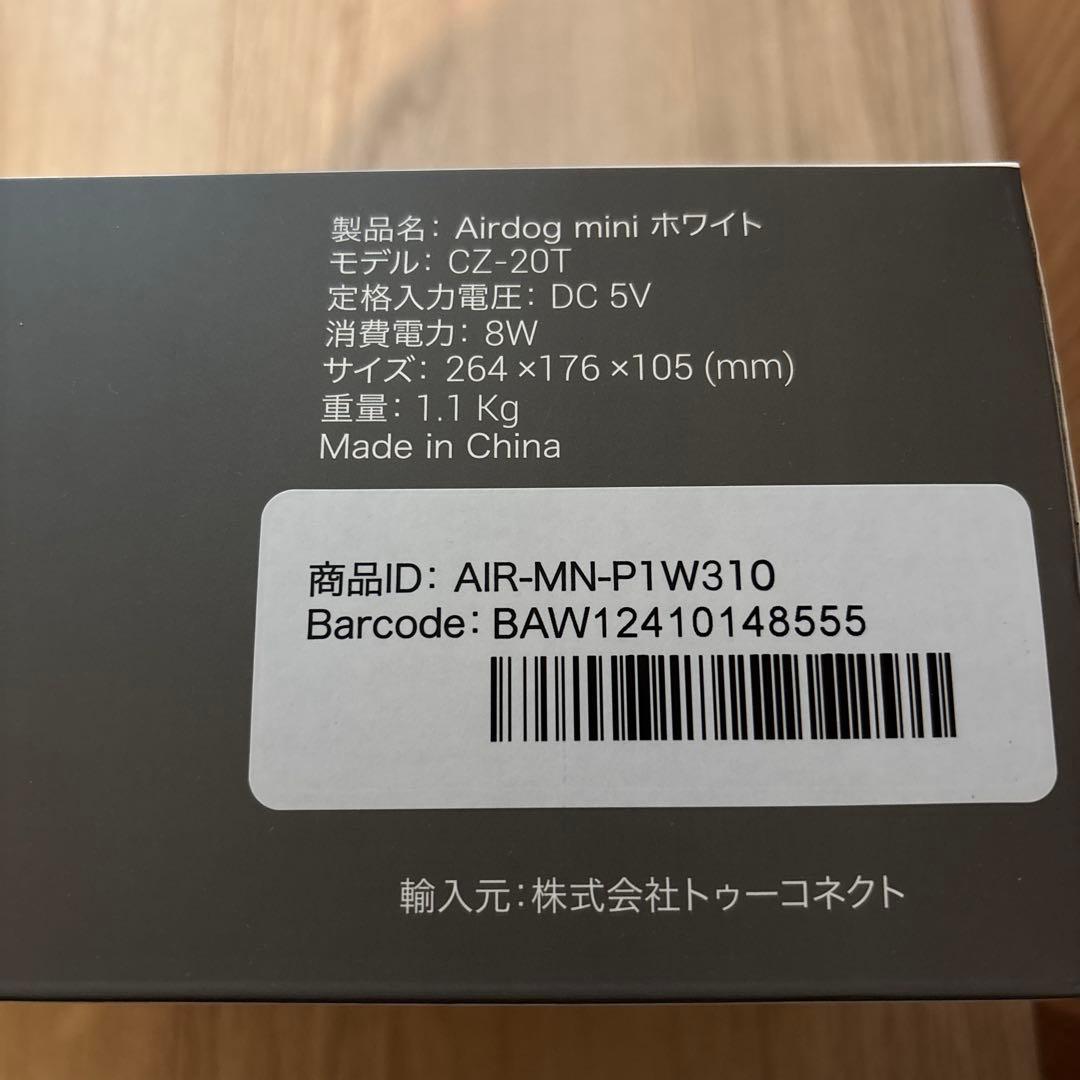 製品名: Airdog mini ホワイト
モデル: CZ-20T
定格入力電圧: DC 5V
消費電力: 8W
サイズ: 264 ×176 ×105 (mm)
重量: 1.1 Kg
Made in China
商品ID: AIR-MN-P1W310
Barcode: BAW12410148555
輸入元:株式会社トゥーコネクト